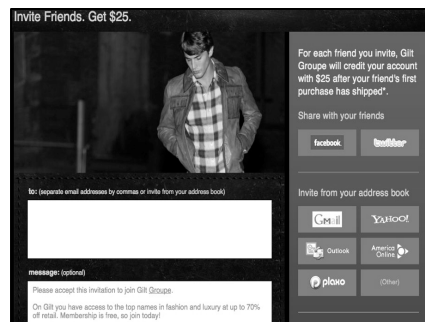 Invite Friends. Get $25.
For each friend
you invite, Gilt
Groupe will credit your account
with $25 after your friend's first
purchase has shipped*.
Share with your friends
facebook
twitter
to: (separate email addresses by commas or invite from your address book)
Invite from your address book
GMail
YAHOO!
Outlook
America Online
plaxo
(Other)
message: (optional)
Please accept this invitation to join Gilt Groupe.
On Gilt you have access to the top names in fashion and luxury at up to 70%
off retail. Membership is free, so join today!